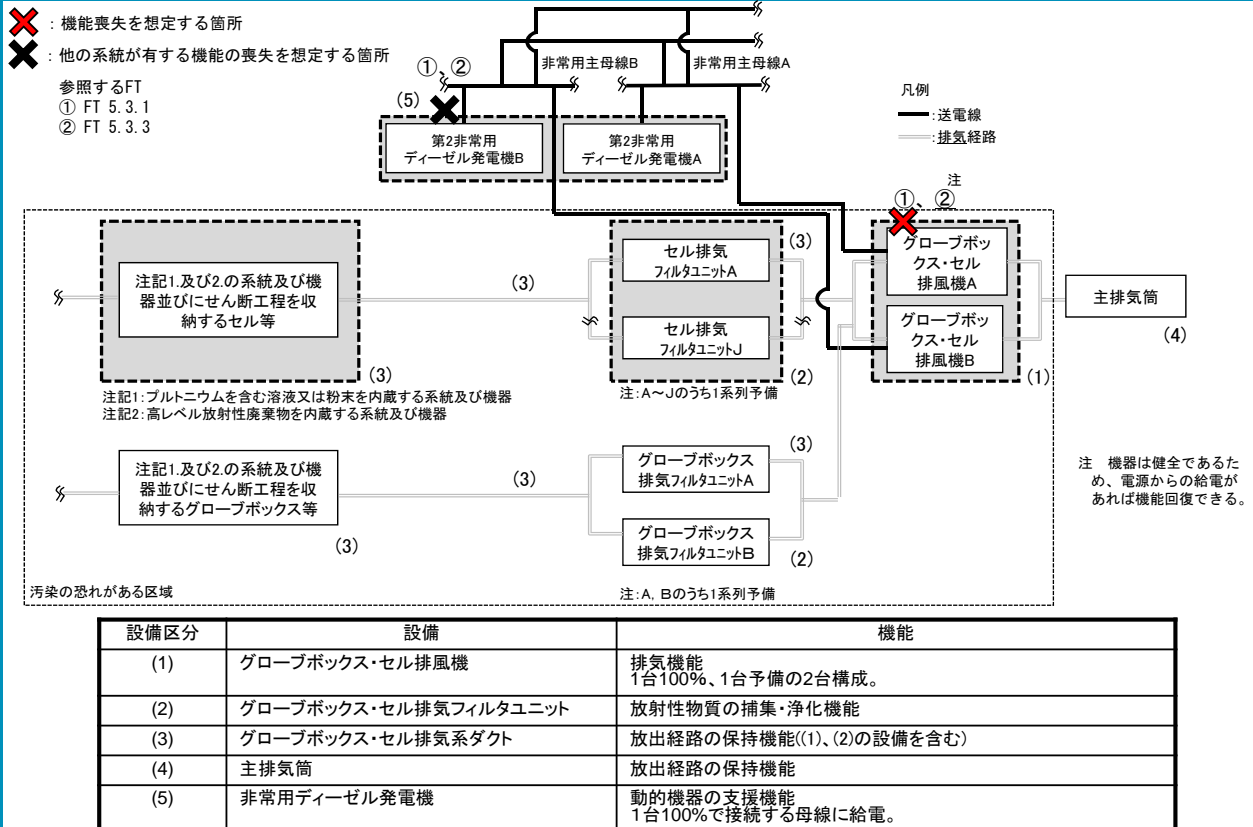 ：機能喪失を想定する箇所
：他の系統が有する機能の喪失を想定する箇所
参照するFT
① FT 5.3.1
② FT 5.3.3
①、②
(5)
非常用主母線B
非常用主母線A
第2非常用
ディーゼル発電機B
第2非常用
ディーゼル発電機A
凡例
：送電線
：排気経路
注
①、②
注記1.及び2.の系統及び機
器並びにせん断工程を収
納するセル等
(3)
(3)
セル排気
フィルタユニットA
(3)
セル排気
フィルタユニットJ
(2)
注：A～Jのうち1系列予備
グローブボッ
クス・セル
排風機A
グローブボッ
クス・セル
排風機B
(1)
主排気筒
(4)
注記1：プルトニウムを含む溶液又は粉末を内蔵する系統及び機器
注記2：高レベル放射性廃棄物を内蔵する系統及び機器
注記1.及び2.の系統及び機
器並びにせん断工程を収
納するグローブボックス等
(3)
(3)
グローブボックス
排気フィルタユニットA
(3)
グローブボックス
排気フィルタユニットB
(2)
注：A, Bのうち1系列予備
注　機器は健全であるた
め、電源からの給電が
あれば機能回復できる。
汚染の恐れがある区域
設備区分 設備 機能
(1) グローブボックス・セル排風機 排気機能
1台100%、1台予備の2台構成。
(2) グローブボックス・セル排気フィルタユニット 放射性物質の捕集・浄化機能
(3) グローブボックス・セル排気系ダクト 放出経路の保持機能((1)、(2)の設備を含む)
(4) 主排気筒 放出経路の保持機能
(5) 非常用ディーゼル発電機 動的機器の支援機能
1台100%で接続する母線に給電。